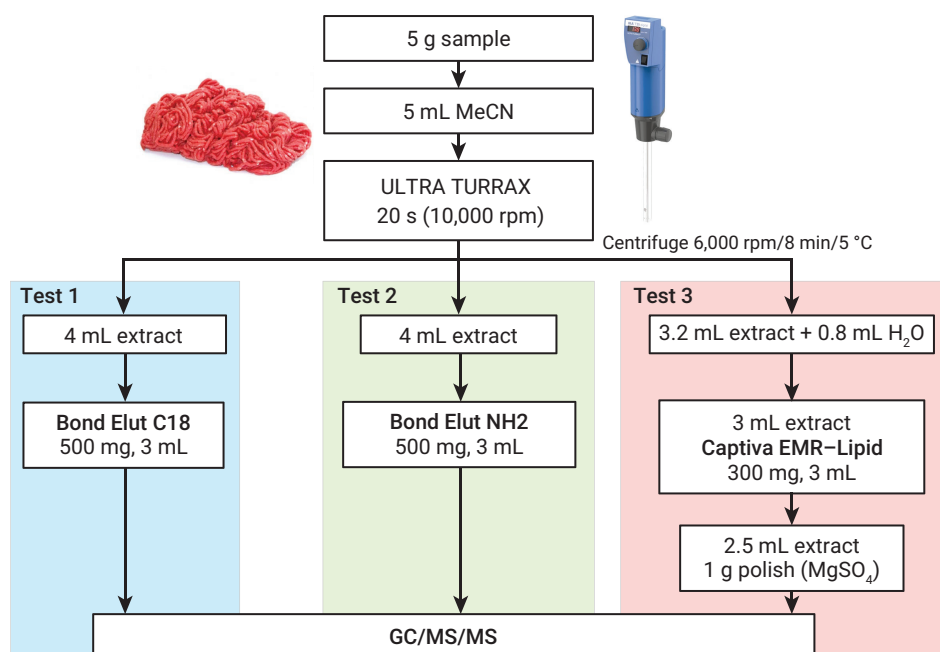 5 g sample
5 mL MeCN
ULTRA TURRAX
20 s (10,000 rpm)
Centrifuge 6,000 rpm/8 min/5 °C
Test 1
4 mL extract
Bond Elut C18
500 mg, 3 mL
Test 2
4 mL extract
Bond Elut NH2
500 mg, 3 mL
Test 3
3.2 mL extract + 0.8 mL H₂O
3 mL extract
Captiva EMR–Lipid
300 mg, 3 mL
2.5 mL extract
1 g polish (MgSO₄)
GC/MS/MS